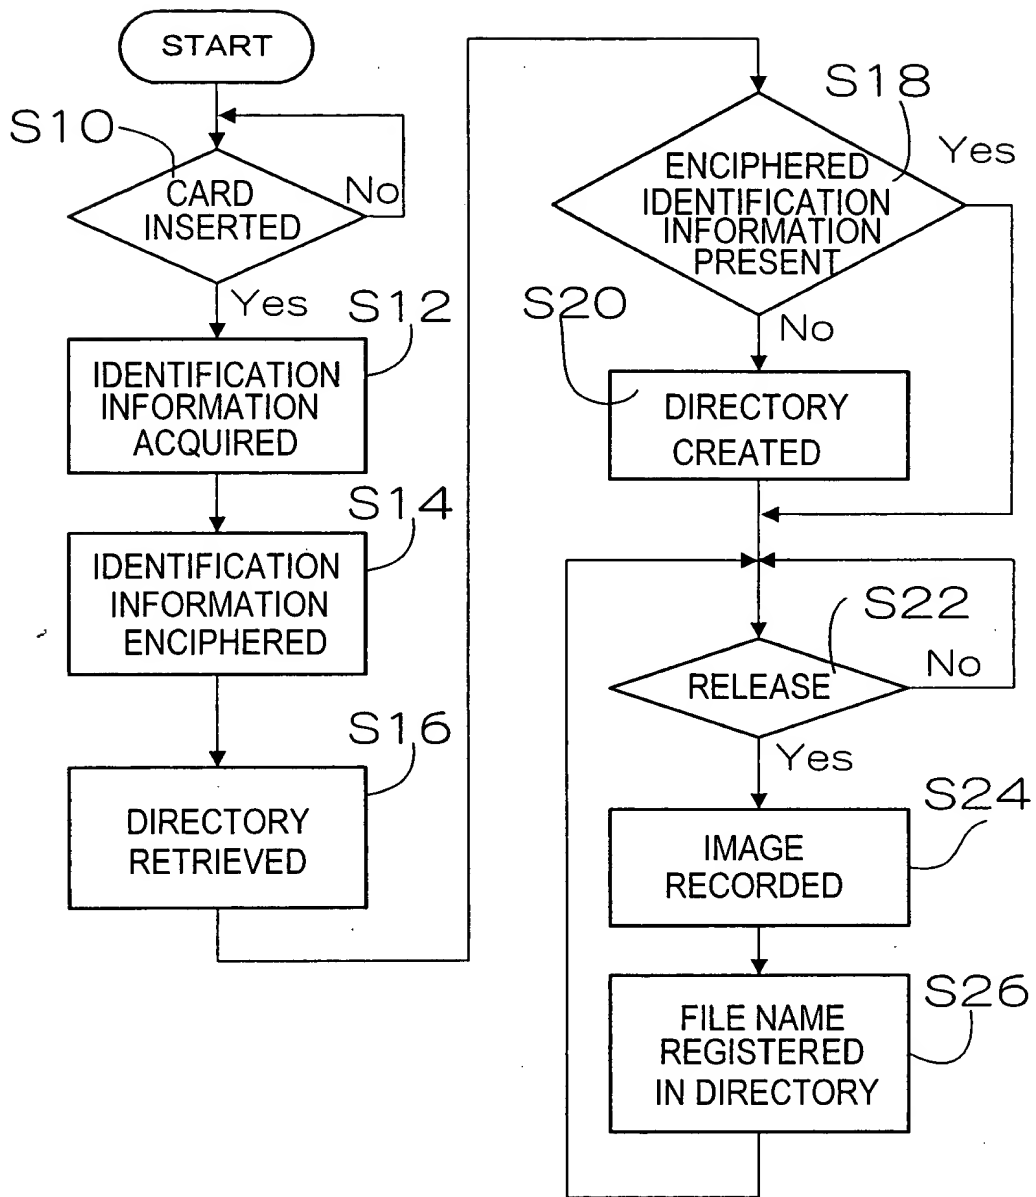 START
S10
CARD
INSERTED
No
Yes
S12
IDENTIFICATION
INFORMATION
ACQUIRED
S14
IDENTIFICATION
INFORMATION
ENCIPHERED
S16
DIRECTORY
RETRIEVED
S18
ENCIPHERED
IDENTIFICATION
INFORMATION
PRESENT
Yes
No
S20
DIRECTORY
CREATED
S22
RELEASE
No
Yes
S24
IMAGE
RECORDED
S26
FILE NAME
REGISTERED
IN DIRECTORY